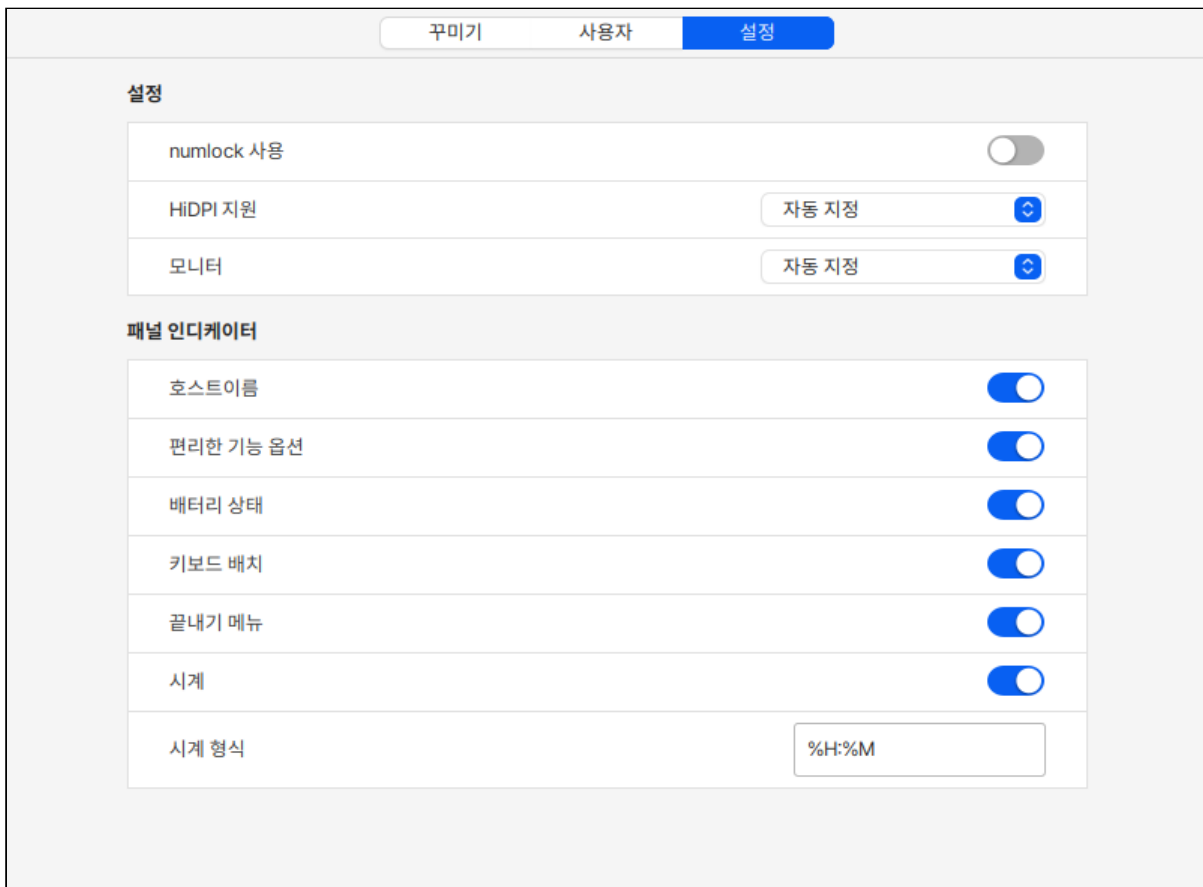 꾸미기 사용자 설정
설정
numlock 사용
HiDPI 지원 자동 지정
모니터 자동 지정
패널 인디케이터
호스트이름
편리한 기능 옵션
배터리 상태
키보드 배치
끝내기 메뉴
시계
시계 형식 %H:%M